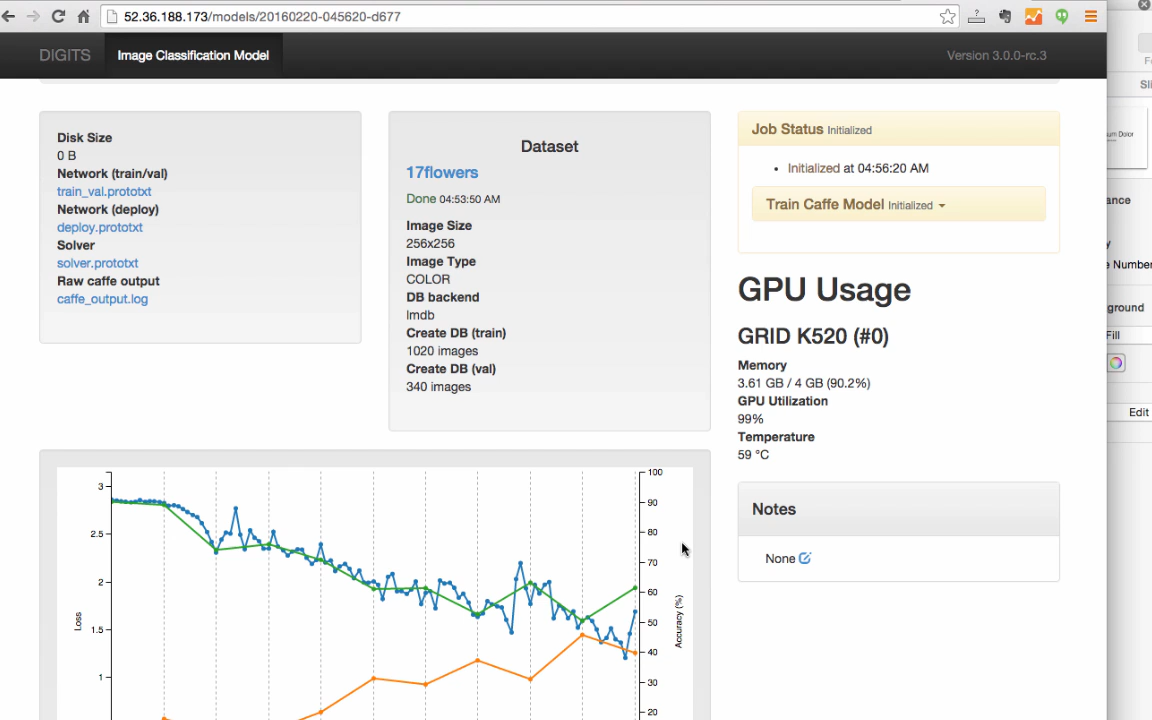 52.36.188.173/models/20160220-045620-d677
DIGITS
Image Classification Model
Version 3.0.0-rc.3
Disk Size
0 B
Network (train/val)
train_val.prototxt
Network (deploy)
deploy.prototxt
Solver
solver.prototxt
Raw caffe output
caffe_output.log
Dataset
17flowers
Done 04:53:50 AM
Image Size
256x256
Image Type
COLOR
DB backend
lmdb
Create DB (train)
1020 images
Create DB (val)
340 images
Job Status Initialized
• Initialized at 04:56:20 AM
Train Caffe Model Initialized
GPU Usage
GRID K520 (#0)
Memory
3.61 GB / 4 GB (90.2%)
GPU Utilization
99%
Temperature
59 °C
Notes
None
3
2.5
2
1.5
1
Loss
100
90
80
70
60
50
40
30
20
Accuracy (%)
Sli
um Dolor
ance
y
e Number
ground
Fill
Edit